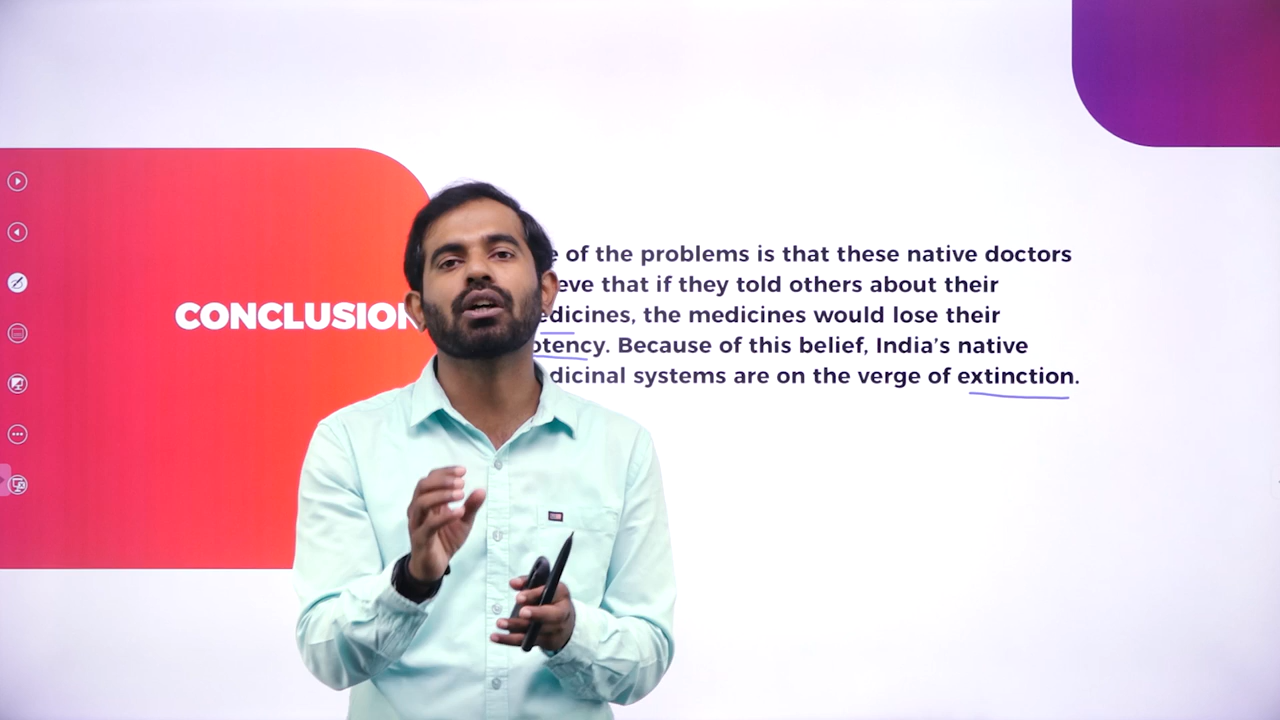 CONCLUSION
of the problems is that these native doctors
that if they told others about their
the medicines would lose their
Because of this belief, India's native
systems are on the verge of extinction.